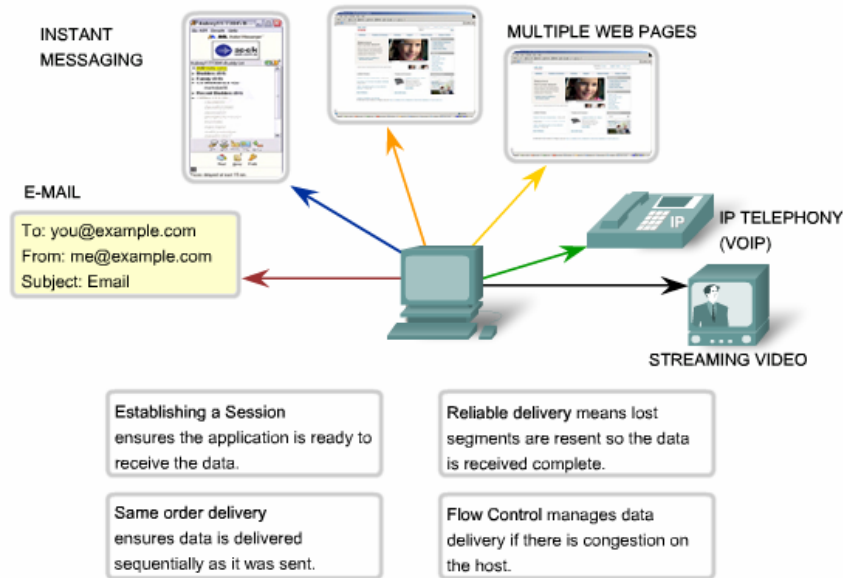 INSTANT
MESSAGING
MULTIPLE WEB PAGES
E-MAIL
To: you@example.com
From: me@example.com
Subject: Email
IP
IP TELEPHONY
(VOIP)
STREAMING VIDEO
Establishing a Session
ensures the application is ready to
receive the data.
Reliable delivery means lost
segments are resent so the data
is received complete.
Same order delivery
ensures data is delivered
sequentially as it was sent.
Flow Control manages data
delivery if there is congestion on
the host.